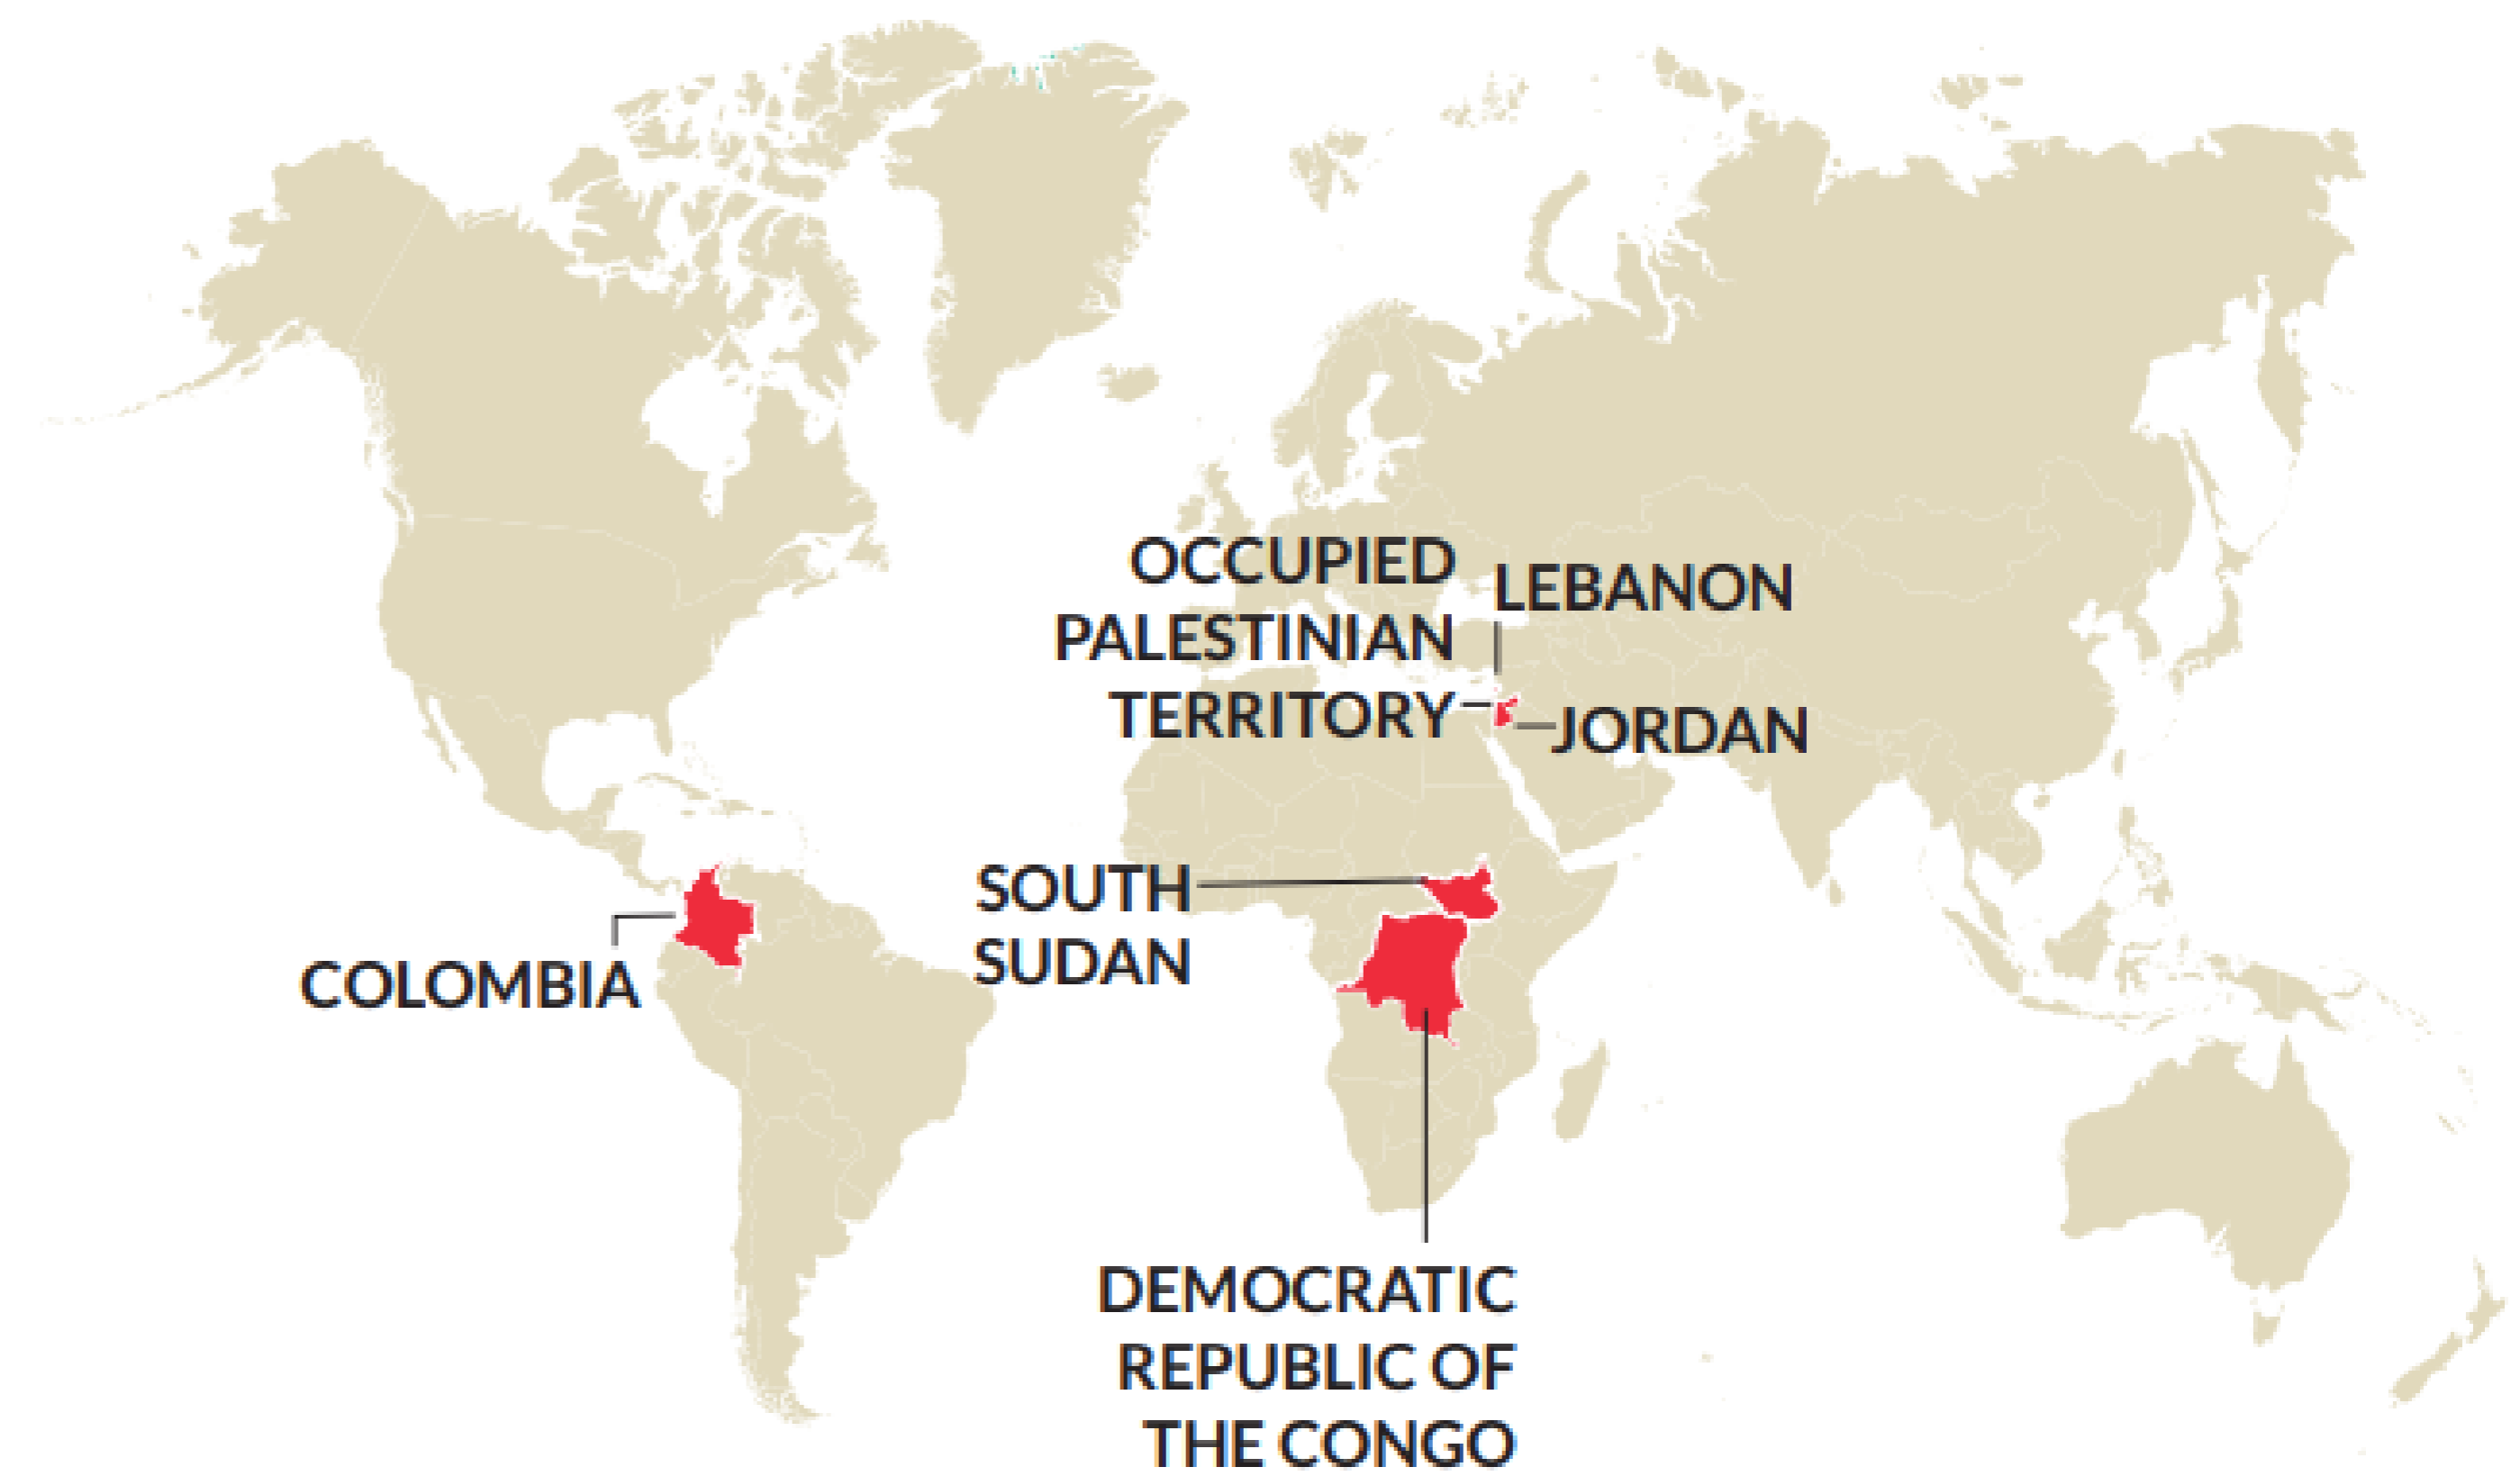 OCCUPIED
PALESTINIAN
TERRITORY
LEBANON
JORDAN
SOUTH
SUDAN
COLOMBIA
DEMOCRATIC
REPUBLIC OF
THE CONGO